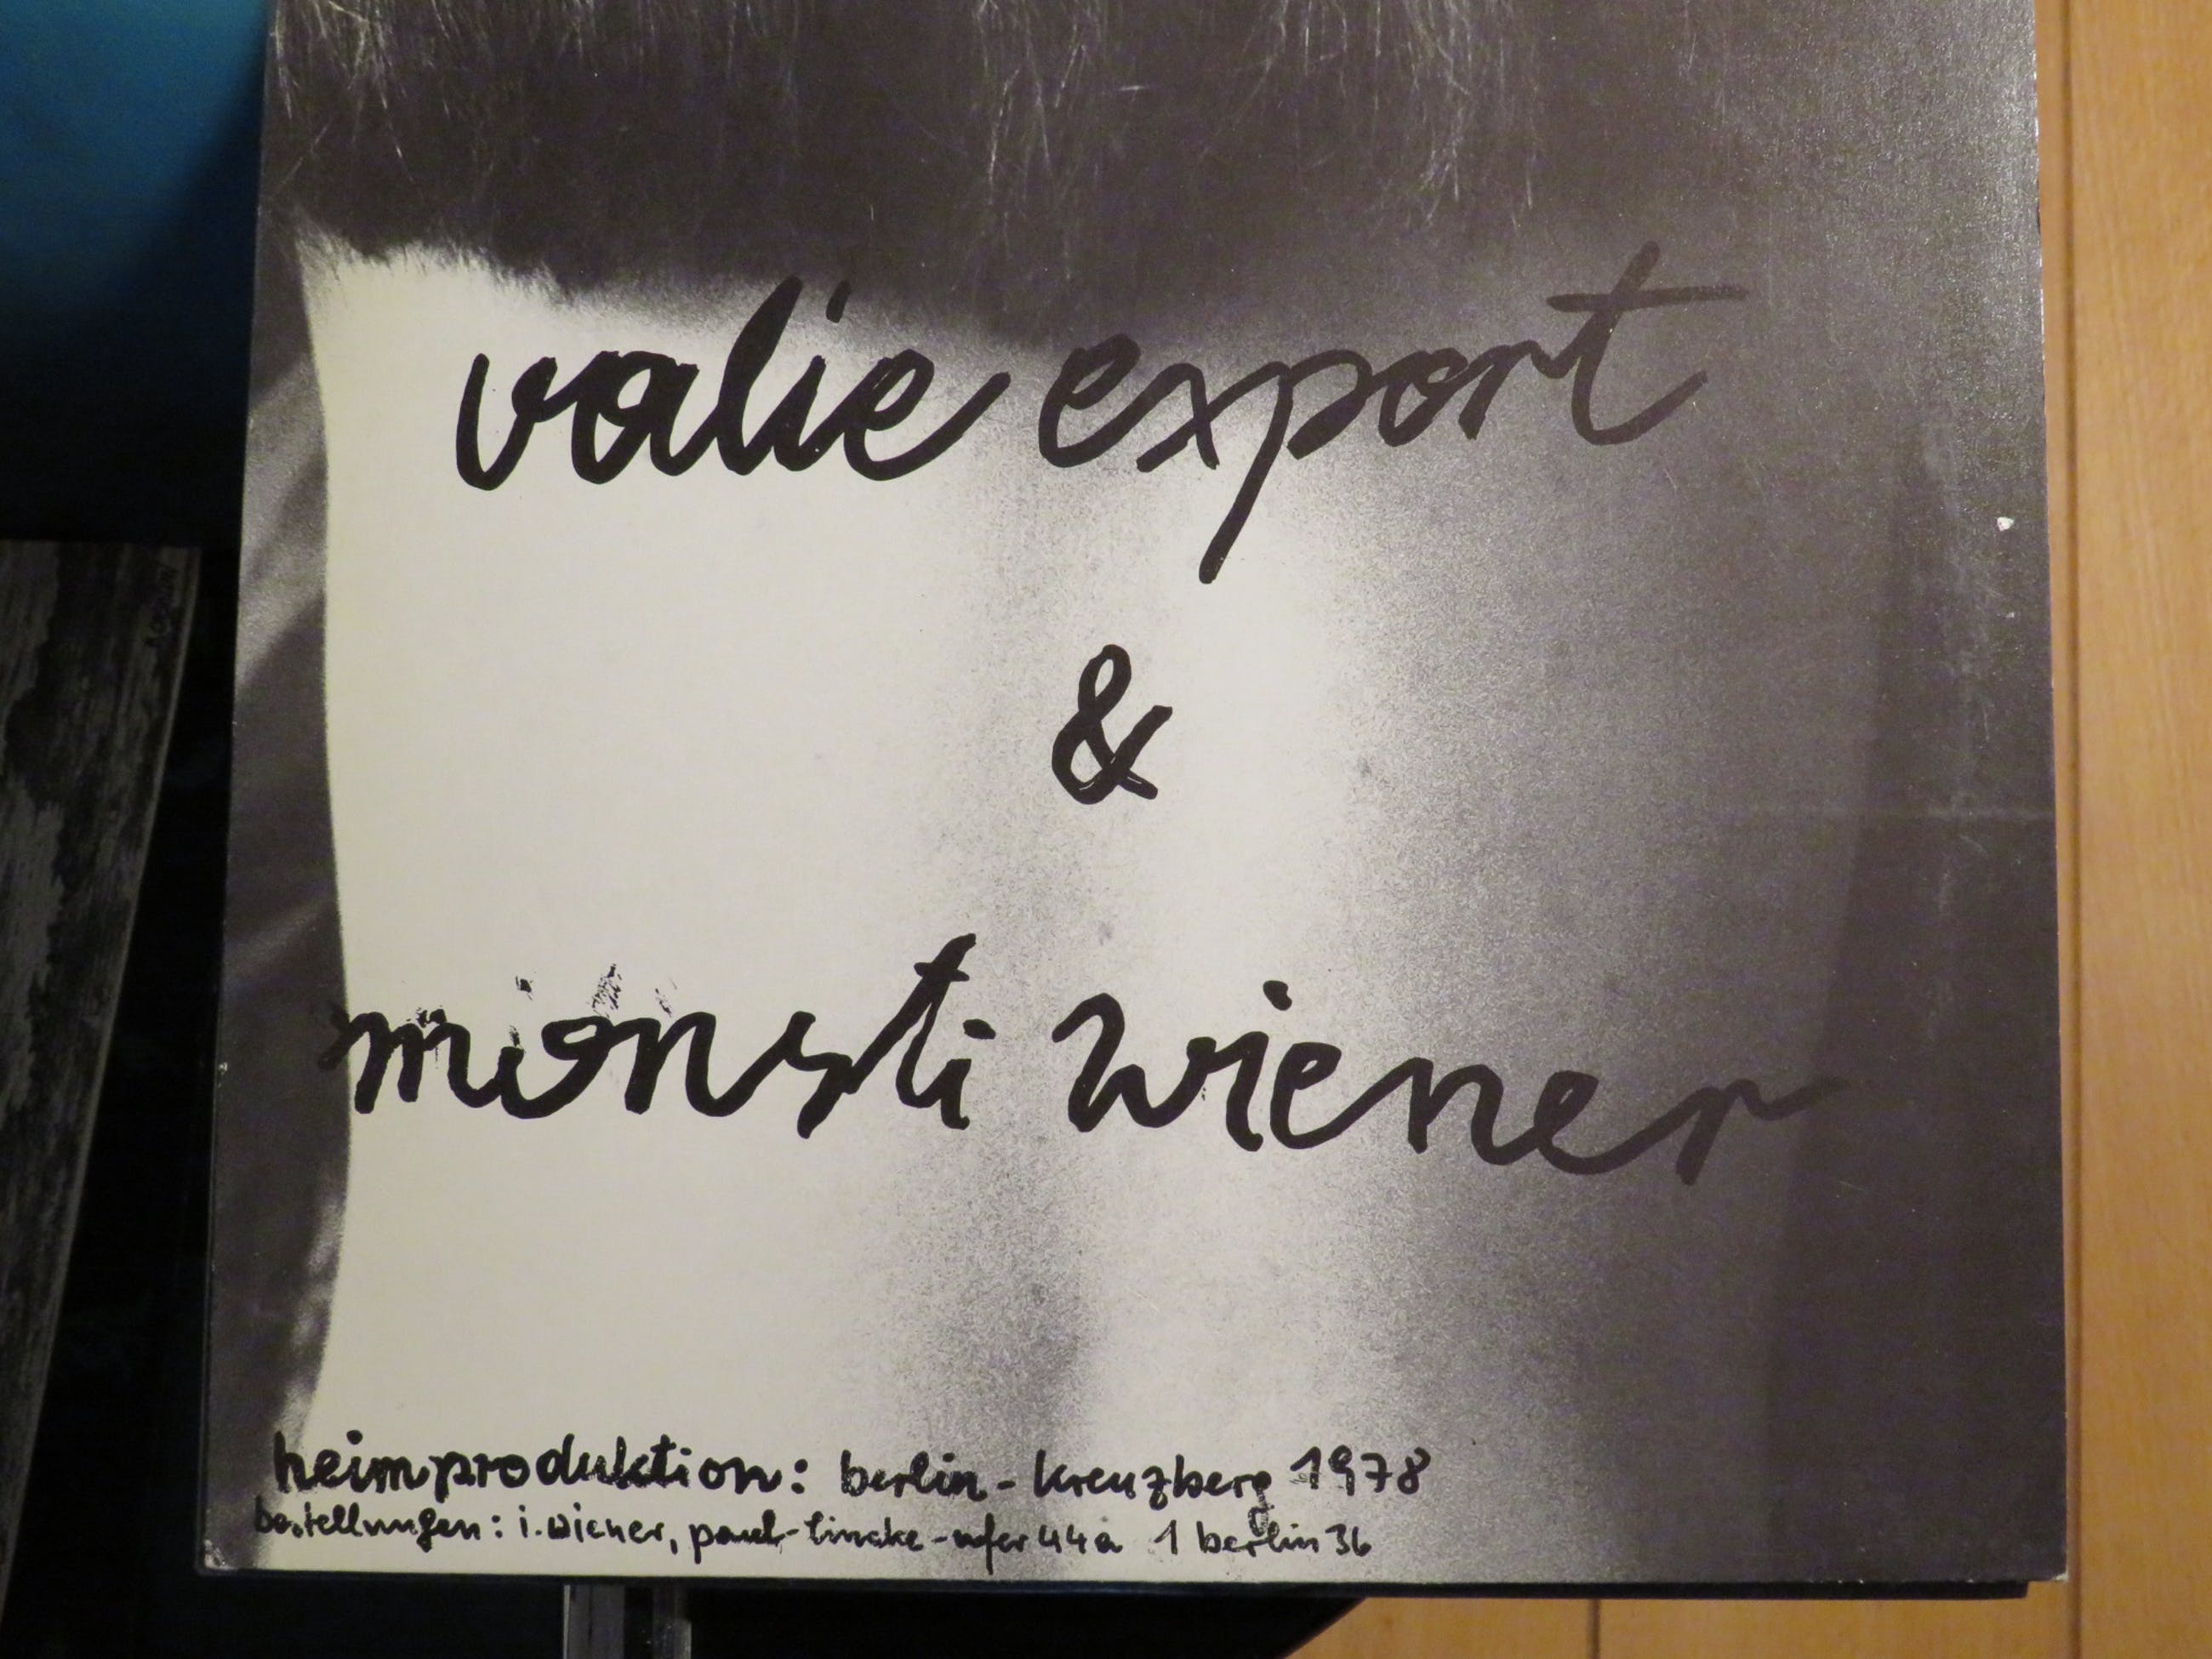 valie export
&
monsti wiener
heimproduktion: berlin-kreuzberg 1978
bestellungen: i. wiener, paul-lincke-ufer 44a 1 berlin 36